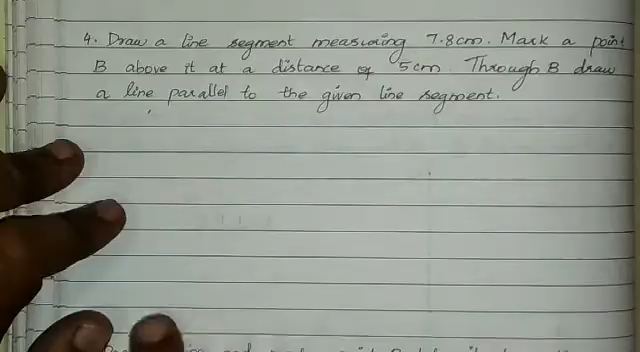 4. Draw a line segment measuring 7.8cm. Mark a point
B above it at a distance of 5cm. Through B draw
a line parallel to the given line segment.